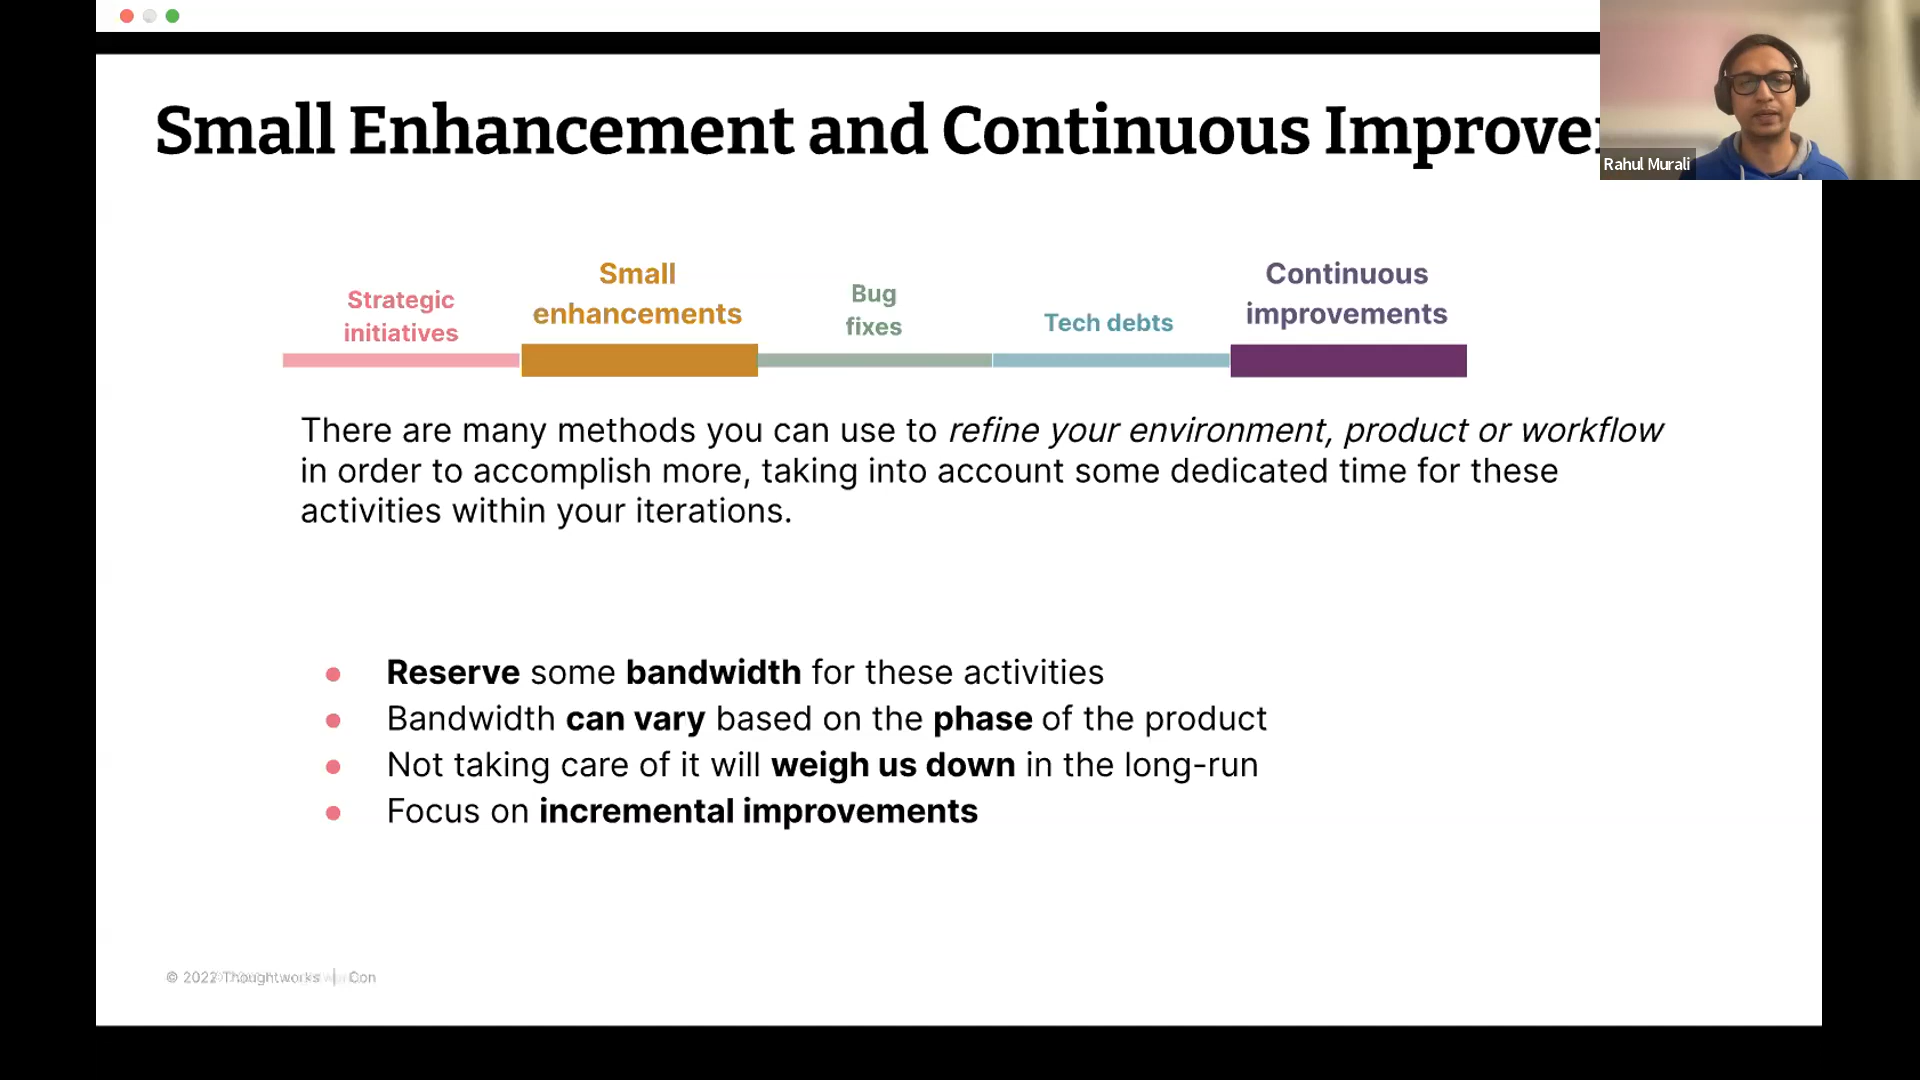 Small Enhancement and Continuous Improve
Rahul Murali
Strategic
initiatives
Small
enhancements
Bug
fixes
Tech debts
Continuous
improvements
There are many methods you can use to refine your environment, product or workflow
in order to accomplish more, taking into account some dedicated time for these
activities within your iterations.
Reserve some bandwidth for these activities
Bandwidth can vary based on the phase of the product
Not taking care of it will weigh us down in the long-run
Focus on incremental improvements
© 2022 Thoughtworks | Con